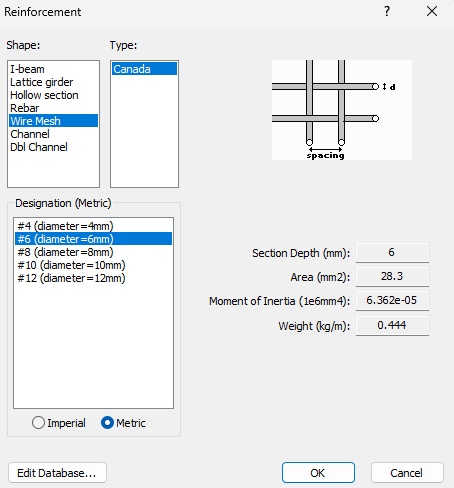 Reinforcement
?
Shape:
Type:
I-beam
Lattice girder
Hollow section
Rebar
Wire Mesh
Channel
Dbl Channel
Canada
d
spacing
Designation (Metric)
#4 (diameter=4mm)
#6 (diameter=6mm)
#8 (diameter=8mm)
#10 (diameter=10mm)
#12 (diameter=12mm)
Imperial
Metric
Section Depth (mm): 6
Area (mm2): 28.3
Moment of Inertia (1e6mm4): 6.362e-05
Weight (kg/m): 0.444
Edit Database...
OK
Cancel